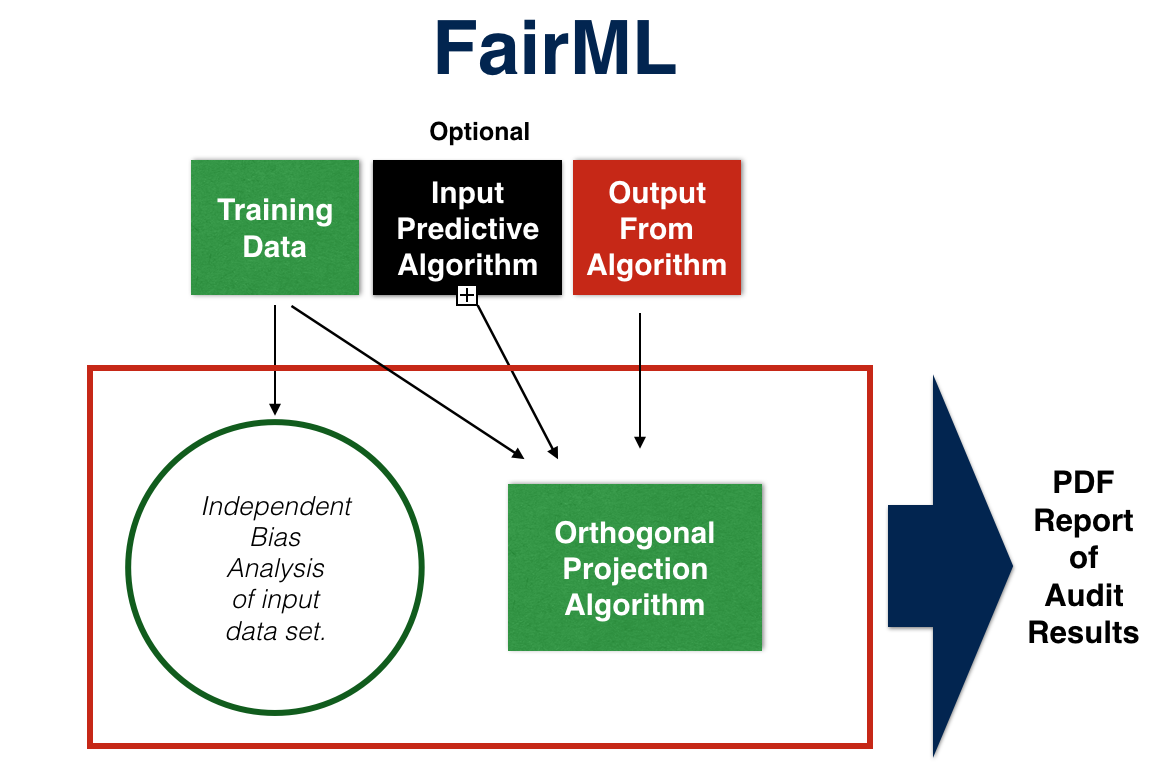 FairML
Optional
Training
Data
Input
Predictive
Algorithm
Output
From
Algorithm
Independent
Bias
Analysis
of input
data set.
Orthogonal
Projection
Algorithm
PDF
Report
of
Audit
Results